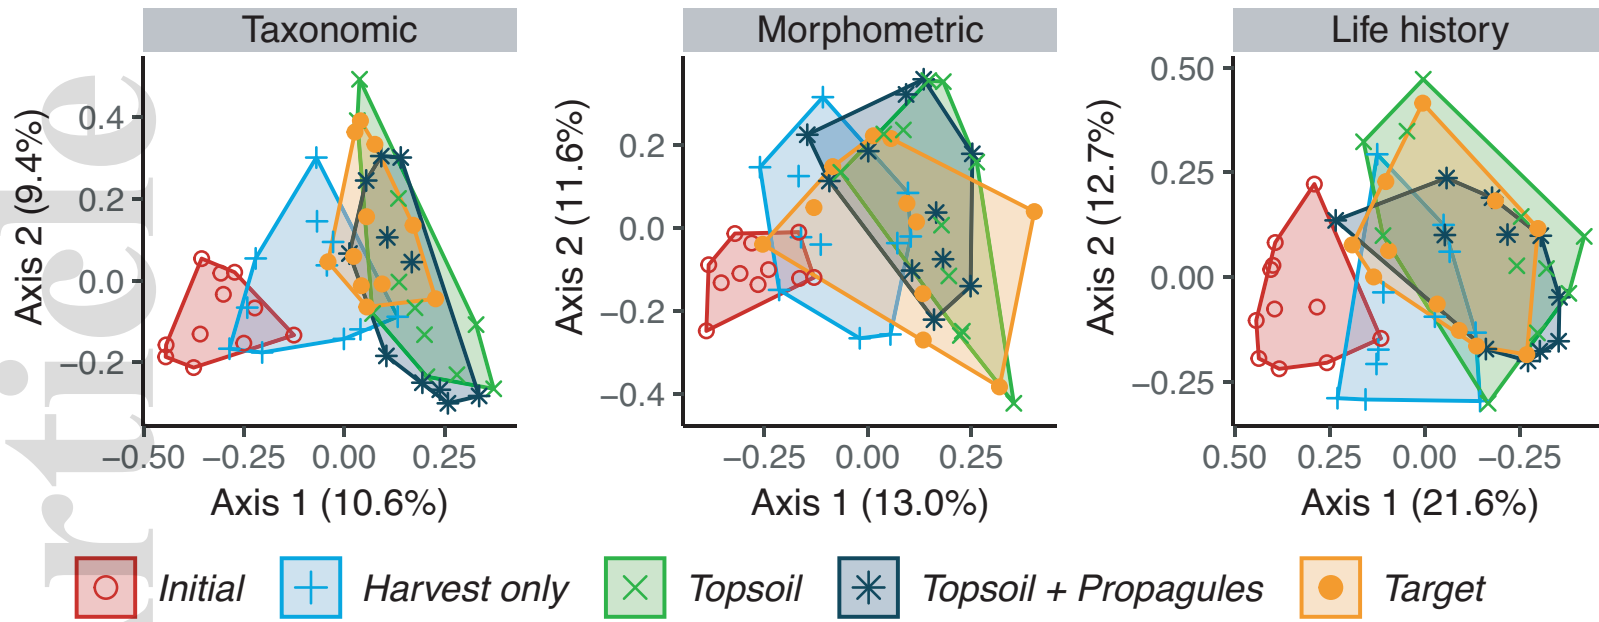 Taxonomic
Morphometric
Life history
Axis 2 (9.4%)
0.4
0.2
0.0
−0.2
−0.50
−0.25
0.00
0.25
Axis 1 (10.6%)
Axis 2 (11.6%)
0.2
0.0
−0.2
−0.4
−0.25
0.00
0.25
Axis 1 (13.0%)
Axis 2 (12.7%)
0.50
0.25
0.00
−0.25
0.50
0.25
0.00
−0.25
Axis 1 (21.6%)
Initial
Harvest only
Topsoil
Topsoil + Propagules
Target
rticle